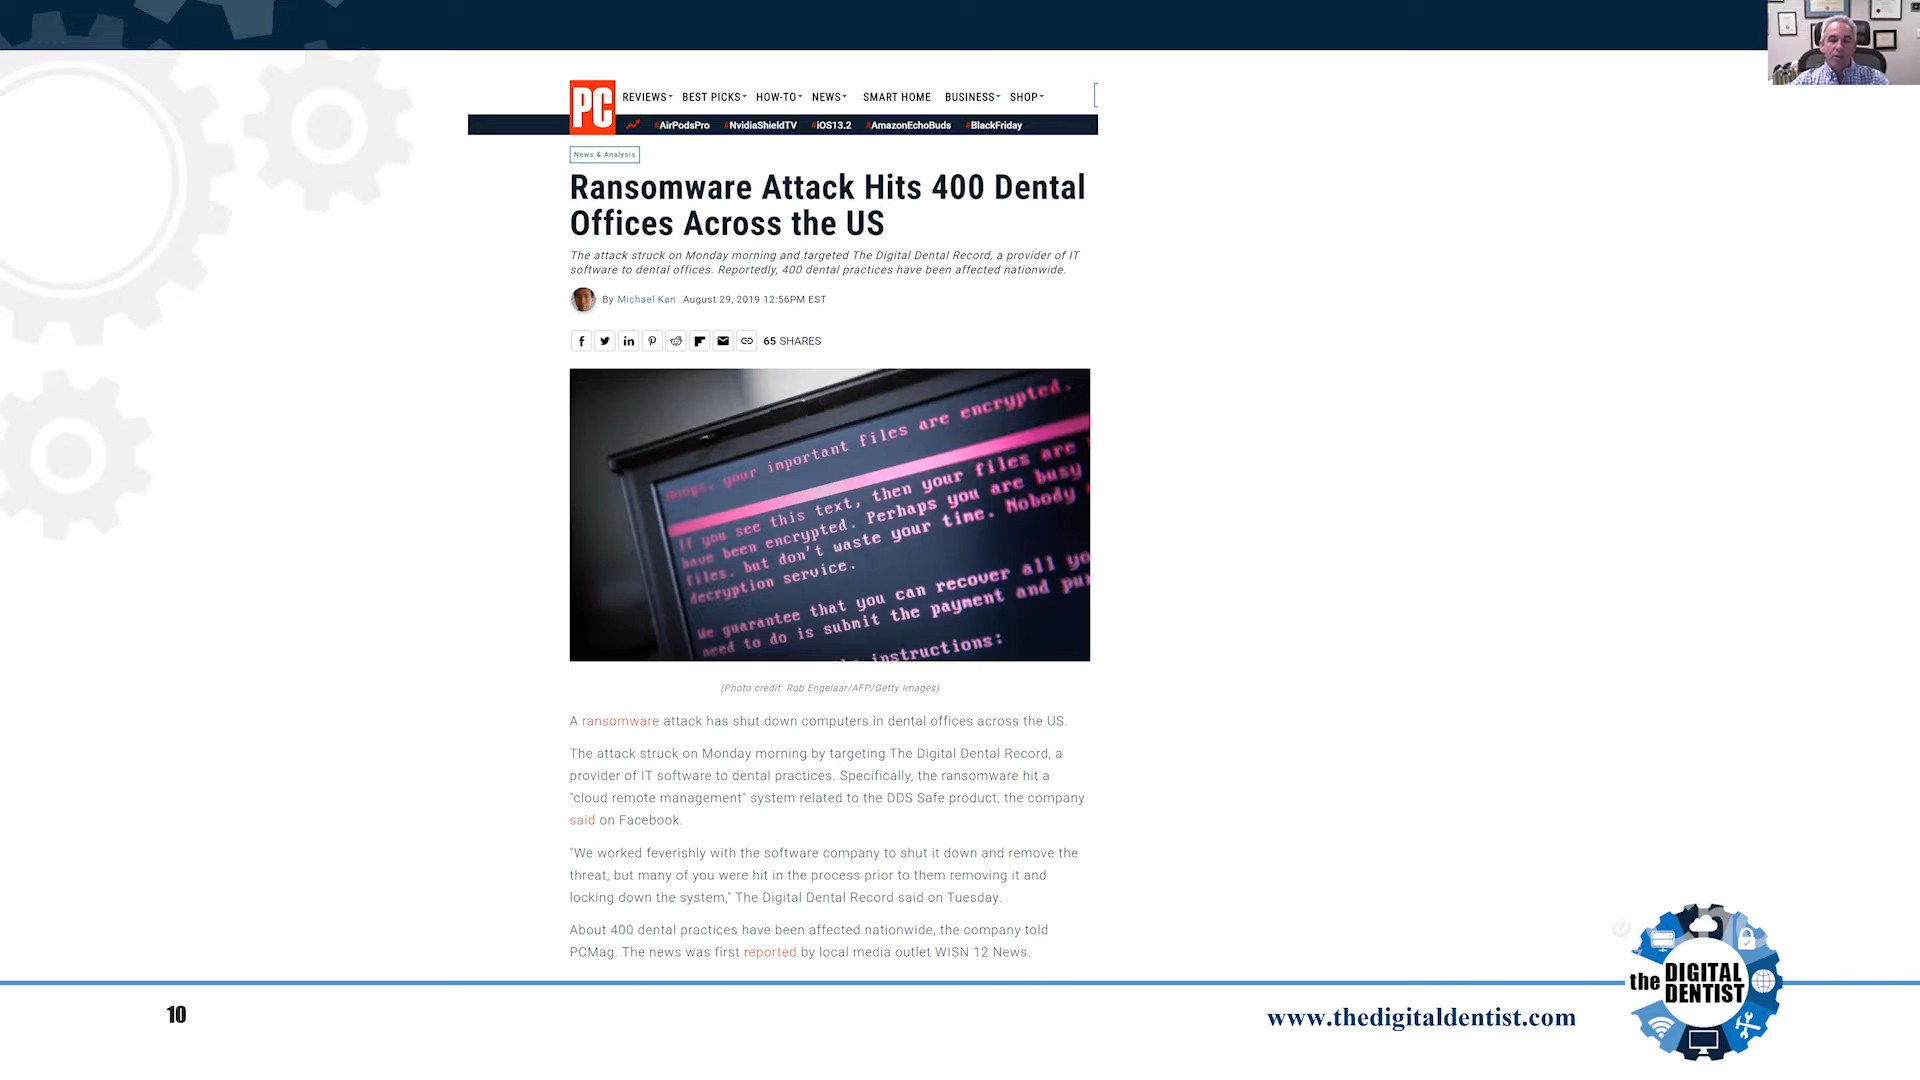 PC
REVIEWS BEST PICKS HOW-TO NEWS SMART HOME BUSINESS SHOP
#AirPodsPro #NvidiaShieldTV #iOS13.2 #AmazonEchoBuds #BlackFriday
News & Analysis
Ransomware Attack Hits 400 Dental
Offices Across the US
The attack struck on Monday morning and targeted The Digital Dental Record, a provider of IT
software to dental offices. Reportedly, 400 dental practices have been affected nationwide.
By Michael Kan August 29, 2019 12:56PM EST
65 SHARES
Ooops, your important files are encrypted.
If you see this text, then your files are
have been encrypted. Perhaps you are busy
files, but don't waste your time. Nobody
decryption service.
We guarantee that you can recover all
need to do is submit the payment and
instructions:
(Photo credit: Rob Engelaar/AFP/Getty Images)
A ransomware attack has shut down computers in dental offices across the US.
The attack struck on Monday morning by targeting The Digital Dental Record, a
provider of IT software to dental practices. Specifically, the ransomware hit a
"cloud remote management" system related to the DDS Safe product, the company
said on Facebook.
"We worked feverishly with the software company to shut it down and remove the
threat, but many of you were hit in the process prior to them removing it and
locking down the system," The Digital Dental Record said on Tuesday.
About 400 dental practices have been affected nationwide, the company told
PCMag. The news was first reported by local media outlet WISN 12 News.
the DIGITAL
DENTIST
10
www.thedigitaldentist.com